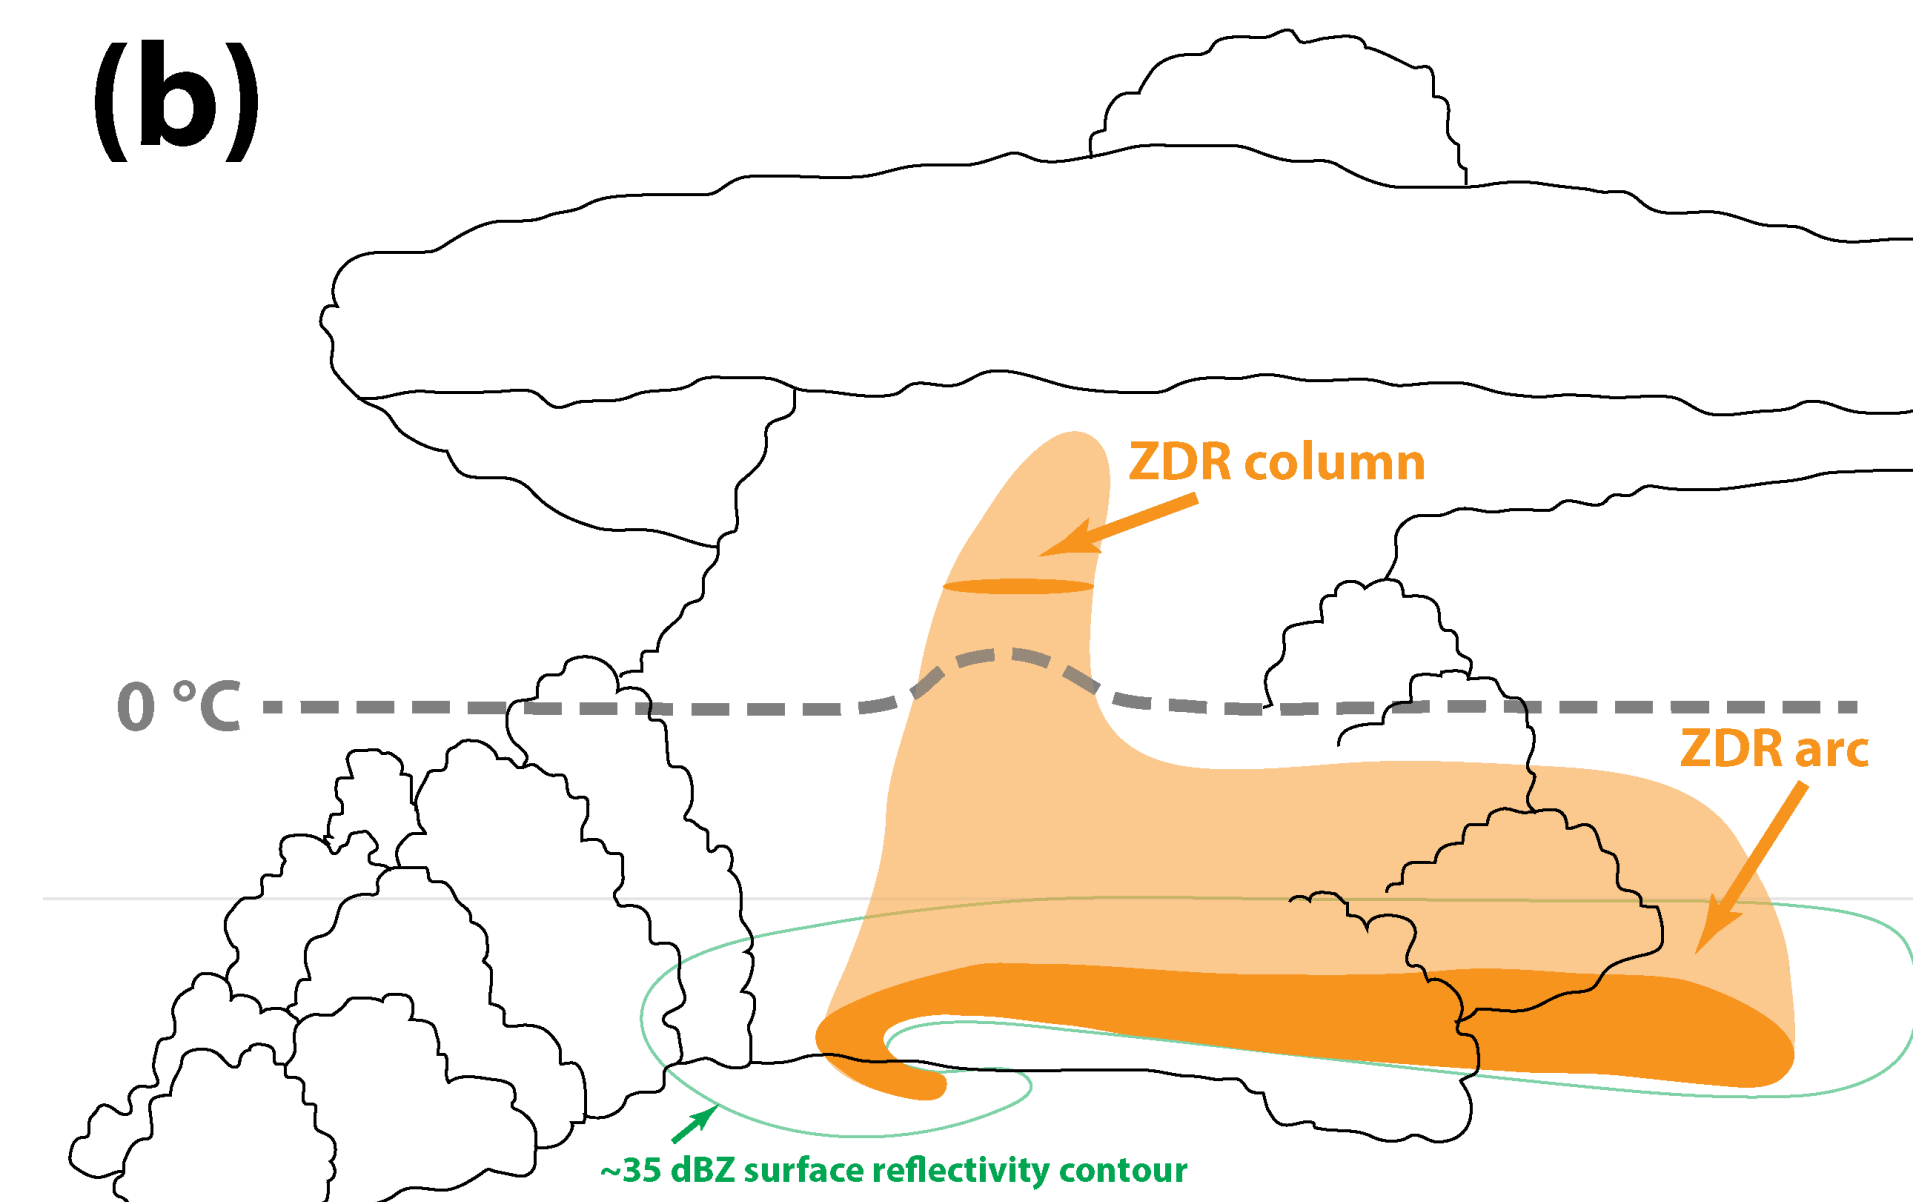 (b)
ZDR column
0 °C
ZDR arc
~35 dBZ surface reflectivity contour